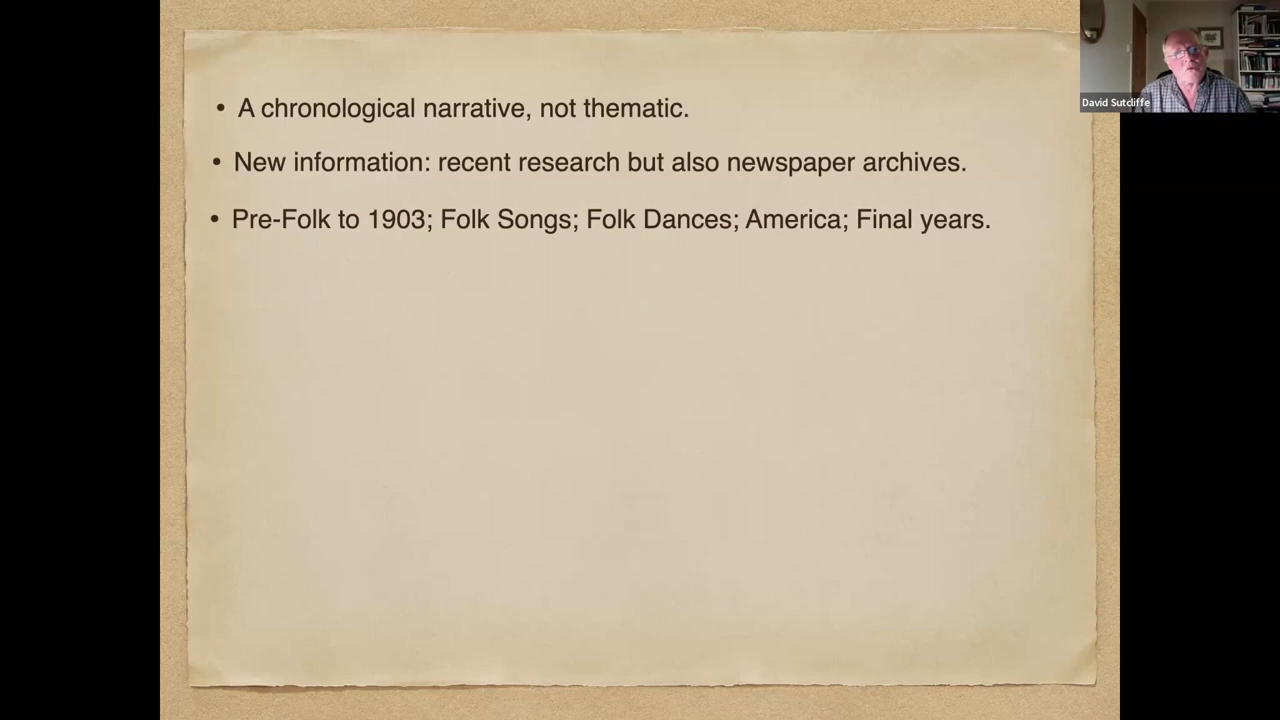 • A chronological narrative, not thematic.
• New information: recent research but also newspaper archives.
• Pre-Folk to 1903; Folk Songs; Folk Dances; America; Final years.
David Sutcliffe